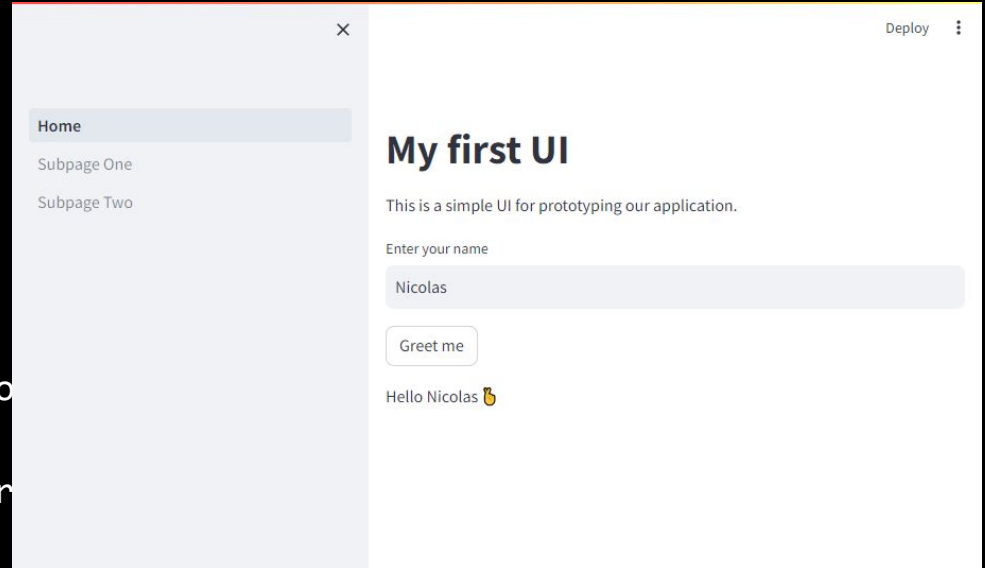 Deploy
Home
Subpage One
Subpage Two
My first UI
This is a simple UI for prototyping our application.
Enter your name
Nicolas
Greet me
Hello Nicolas 🫰